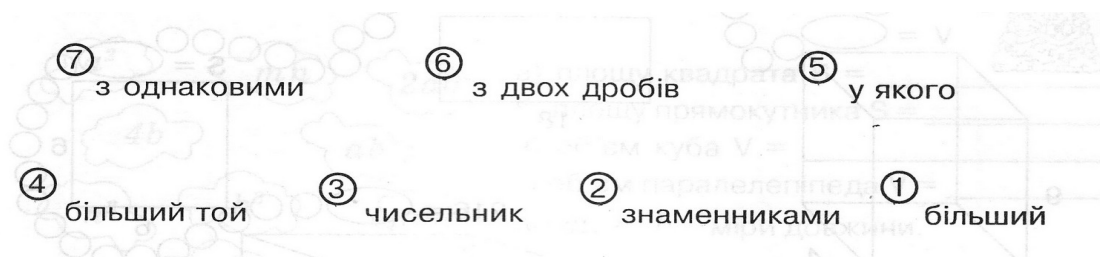 ⑦ з однаковими ⑥ з двох дробів ⑤ у якого
④ більший той ③ чисельник ② знаменниками ① більший